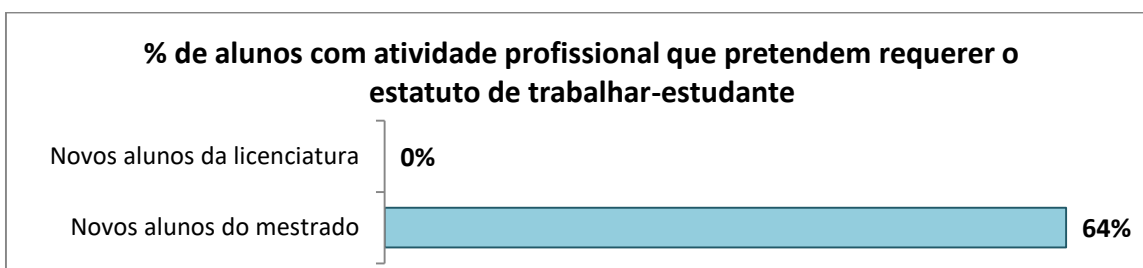 % de alunos com atividade profissional que pretendem requerer o
estatuto de trabalhar-estudante
Novos alunos da licenciatura 0%
Novos alunos do mestrado 64%